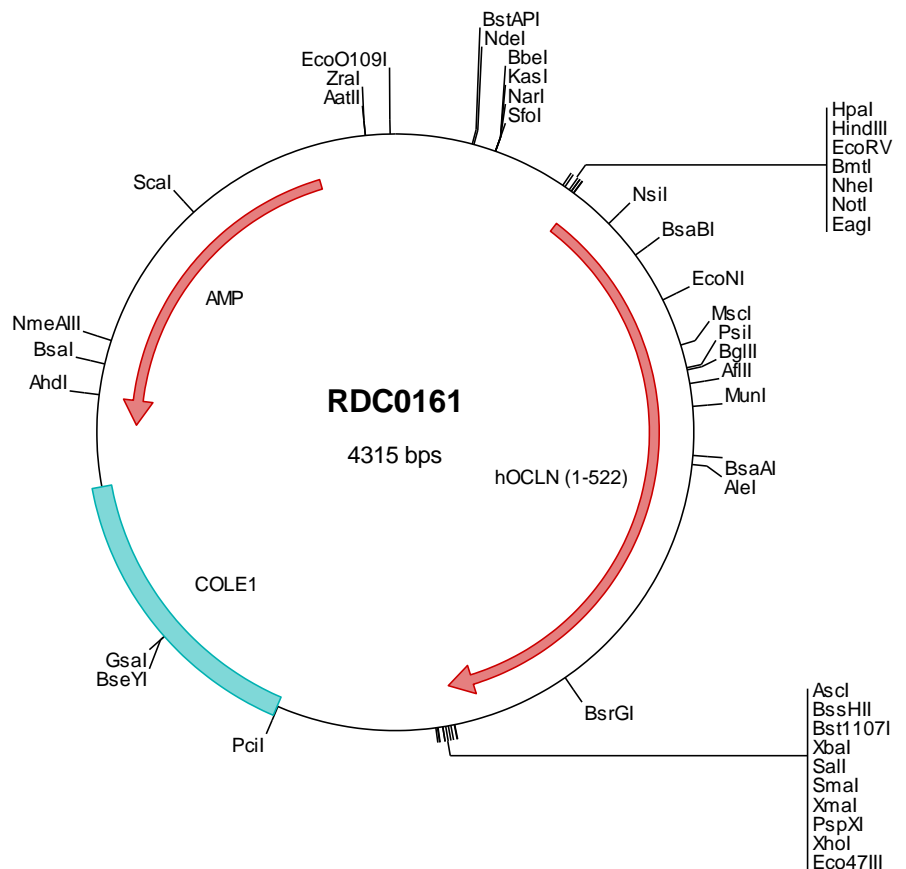 BstAPI
NdeI
BbeI
KasI
NarI
SfoI
EcoO109I
ZraI
AatII
HpaI
HindIII
EcoRV
BmtI
NheI
NotI
EagI
ScaI
NsiI
BsaBI
EcoNI
MscI
PsiI
BglII
AflII
MunI
AMP
NmeAIII
BsaI
AhdI
RDC0161
4315 bps
hOCLN (1-522)
BsaAI
AleI
COLE1
GsaI
BseYI
PciI
BsrGI
AscI
BssHII
Bst1107I
XbaI
SalI
SmaI
XmaI
PspXI
XhoI
Eco47III